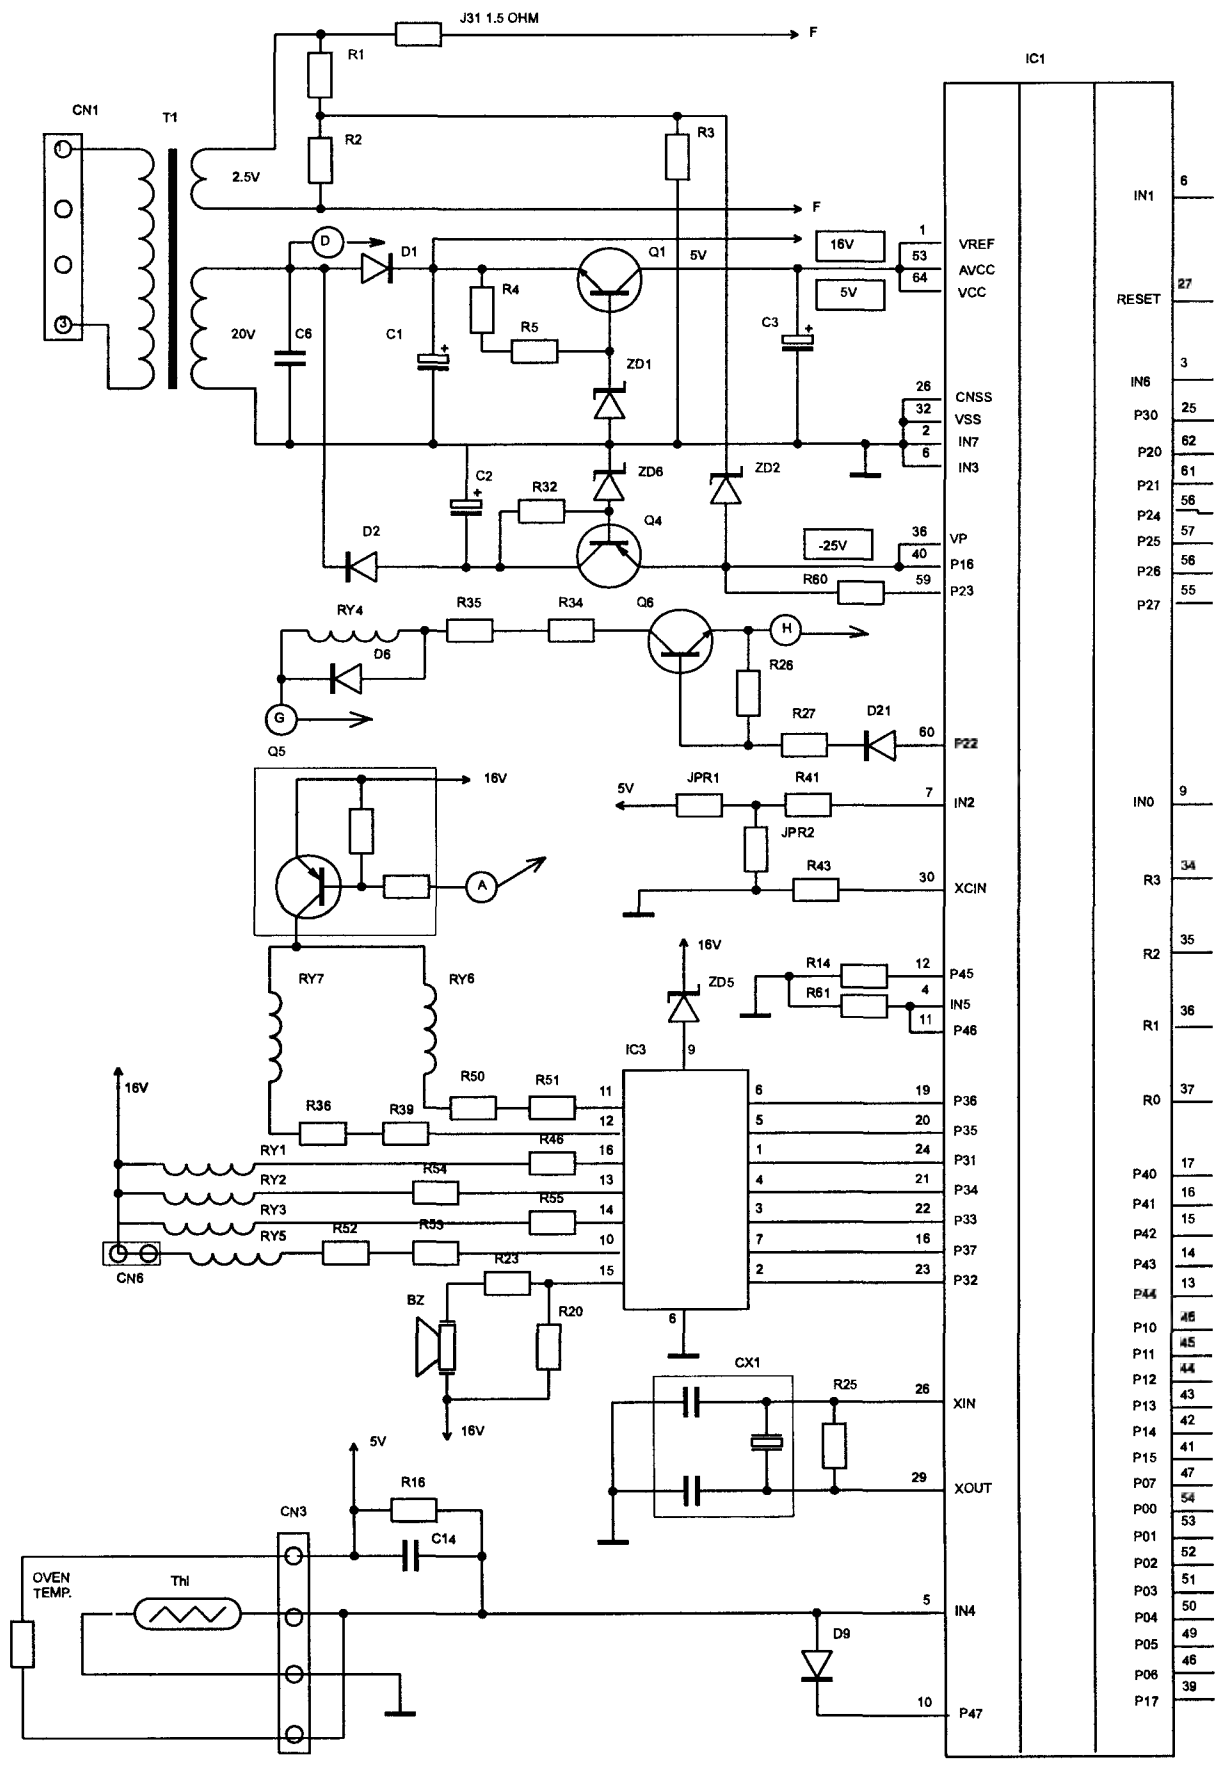 J31 1.5 OHM
F
R1
IC1
CN1
T1
R2
R3
1
2.5V
6
IN1
F
D
D1
Q1
5V
16V
1
VREF
53
AVCC
64
VCC
5V
27
RESET
R4
20V
C6
C1
+
R5
C3
+
ZD1
3
IN6
3
26
CNSS
25
P30
32
VSS
2
IN7
62
P20
6
IN3
61
P21
C2
+
R32
ZD6
ZD2
56
P24
Q4
D2
-25V
36
VP
57
P25
40
P16
56
P26
R60
59
P23
55
P27
RY4
R35
R34
Q6
H
D6
R26
G
R27
D21
60
P22
Q5
16V
5V
JPR1
R41
7
IN2
9
IN0
JPR2
A
R43
30
XCIN
34
R3
16V
35
R2
RY7
RY6
ZD5
R14
12
P45
R61
4
IN5
11
P46
36
R1
IC3
9
16V
R50
R51
11
6
19
P36
37
R0
R36
R39
12
5
20
P35
RY1
R46
16
1
24
P31
RY2
R54
13
4
21
P34
17
P40
RY3
R55
14
3
22
P33
16
P41
RY5
R52
R53
10
7
16
P37
15
P42
CN6
R23
15
2
23
P32
14
P43
13
P44
BZ
R20
6
46
P10
45
P11
CX1
44
P12
R25
26
XIN
43
P13
16V
42
P14
5V
41
P15
R16
29
XOUT
47
P07
CN3
54
P00
C14
53
P01
52
P02
OVEN
TEMP.
Thl
51
P03
5
IN4
50
P04
D9
49
P05
46
P06
10
P47
39
P17